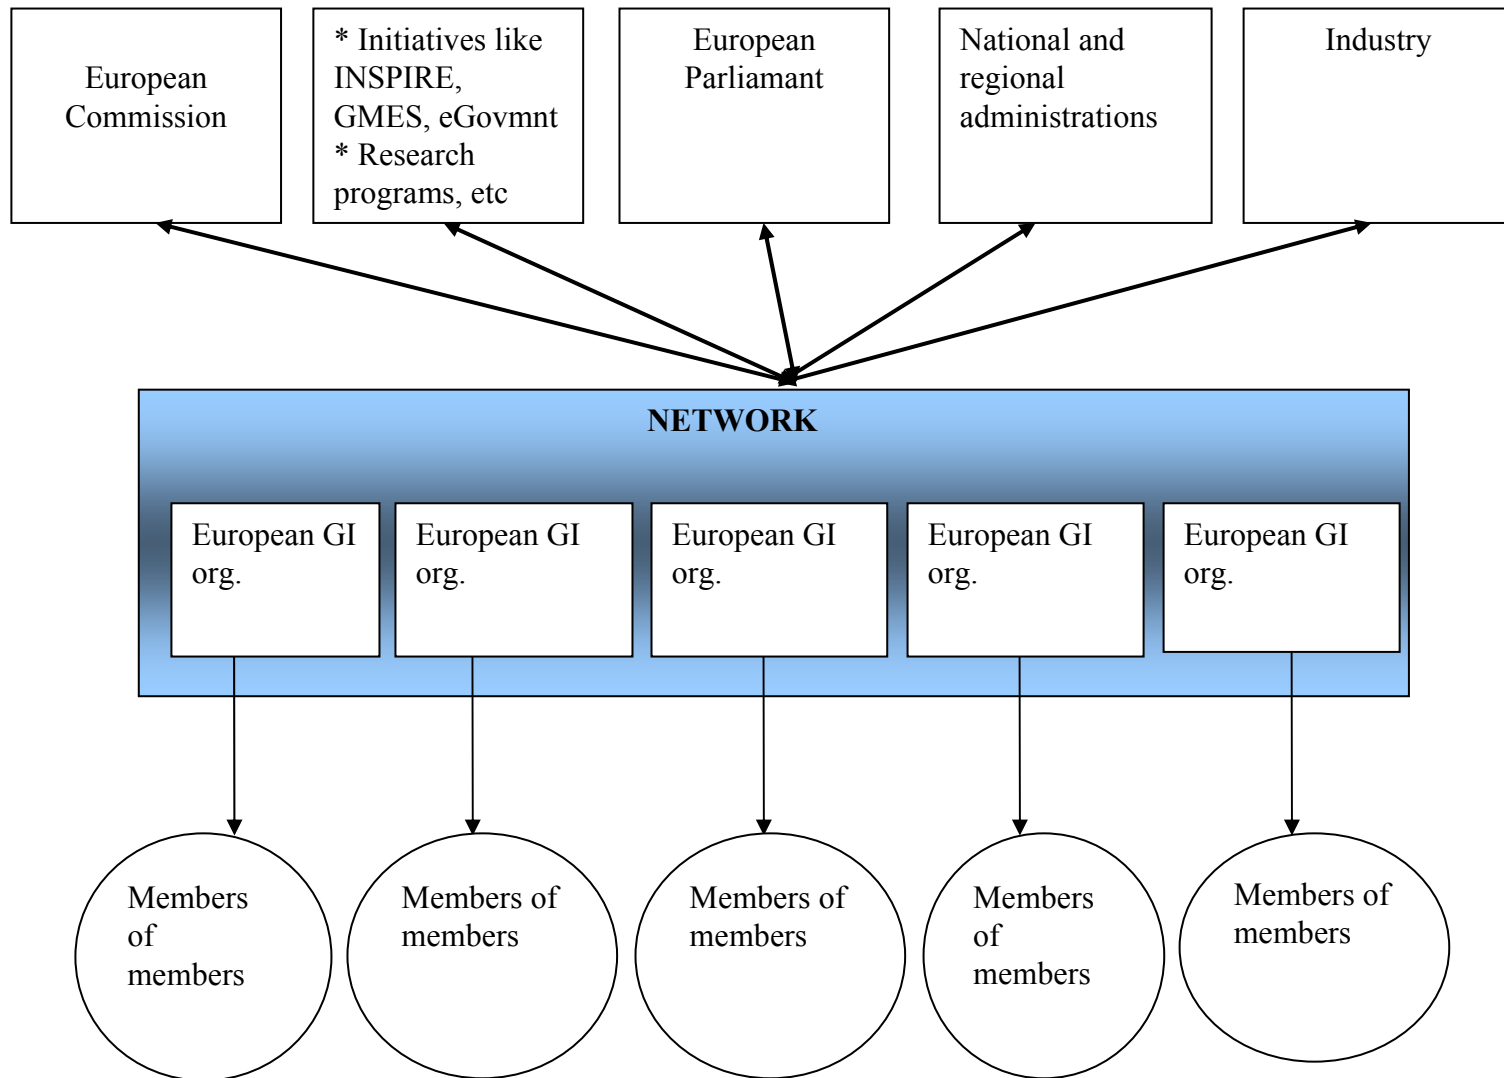 European
Commission
* Initiatives like
INSPIRE,
GMES, eGovmnt
* Research
programs, etc
European
Parliamant
National and
regional
administrations
Industry
NETWORK
European GI
org.
European GI
org.
European GI
org.
European GI
org.
European GI
org.
Members
of
members
Members of
members
Members of
members
Members
of
members
Members of
members